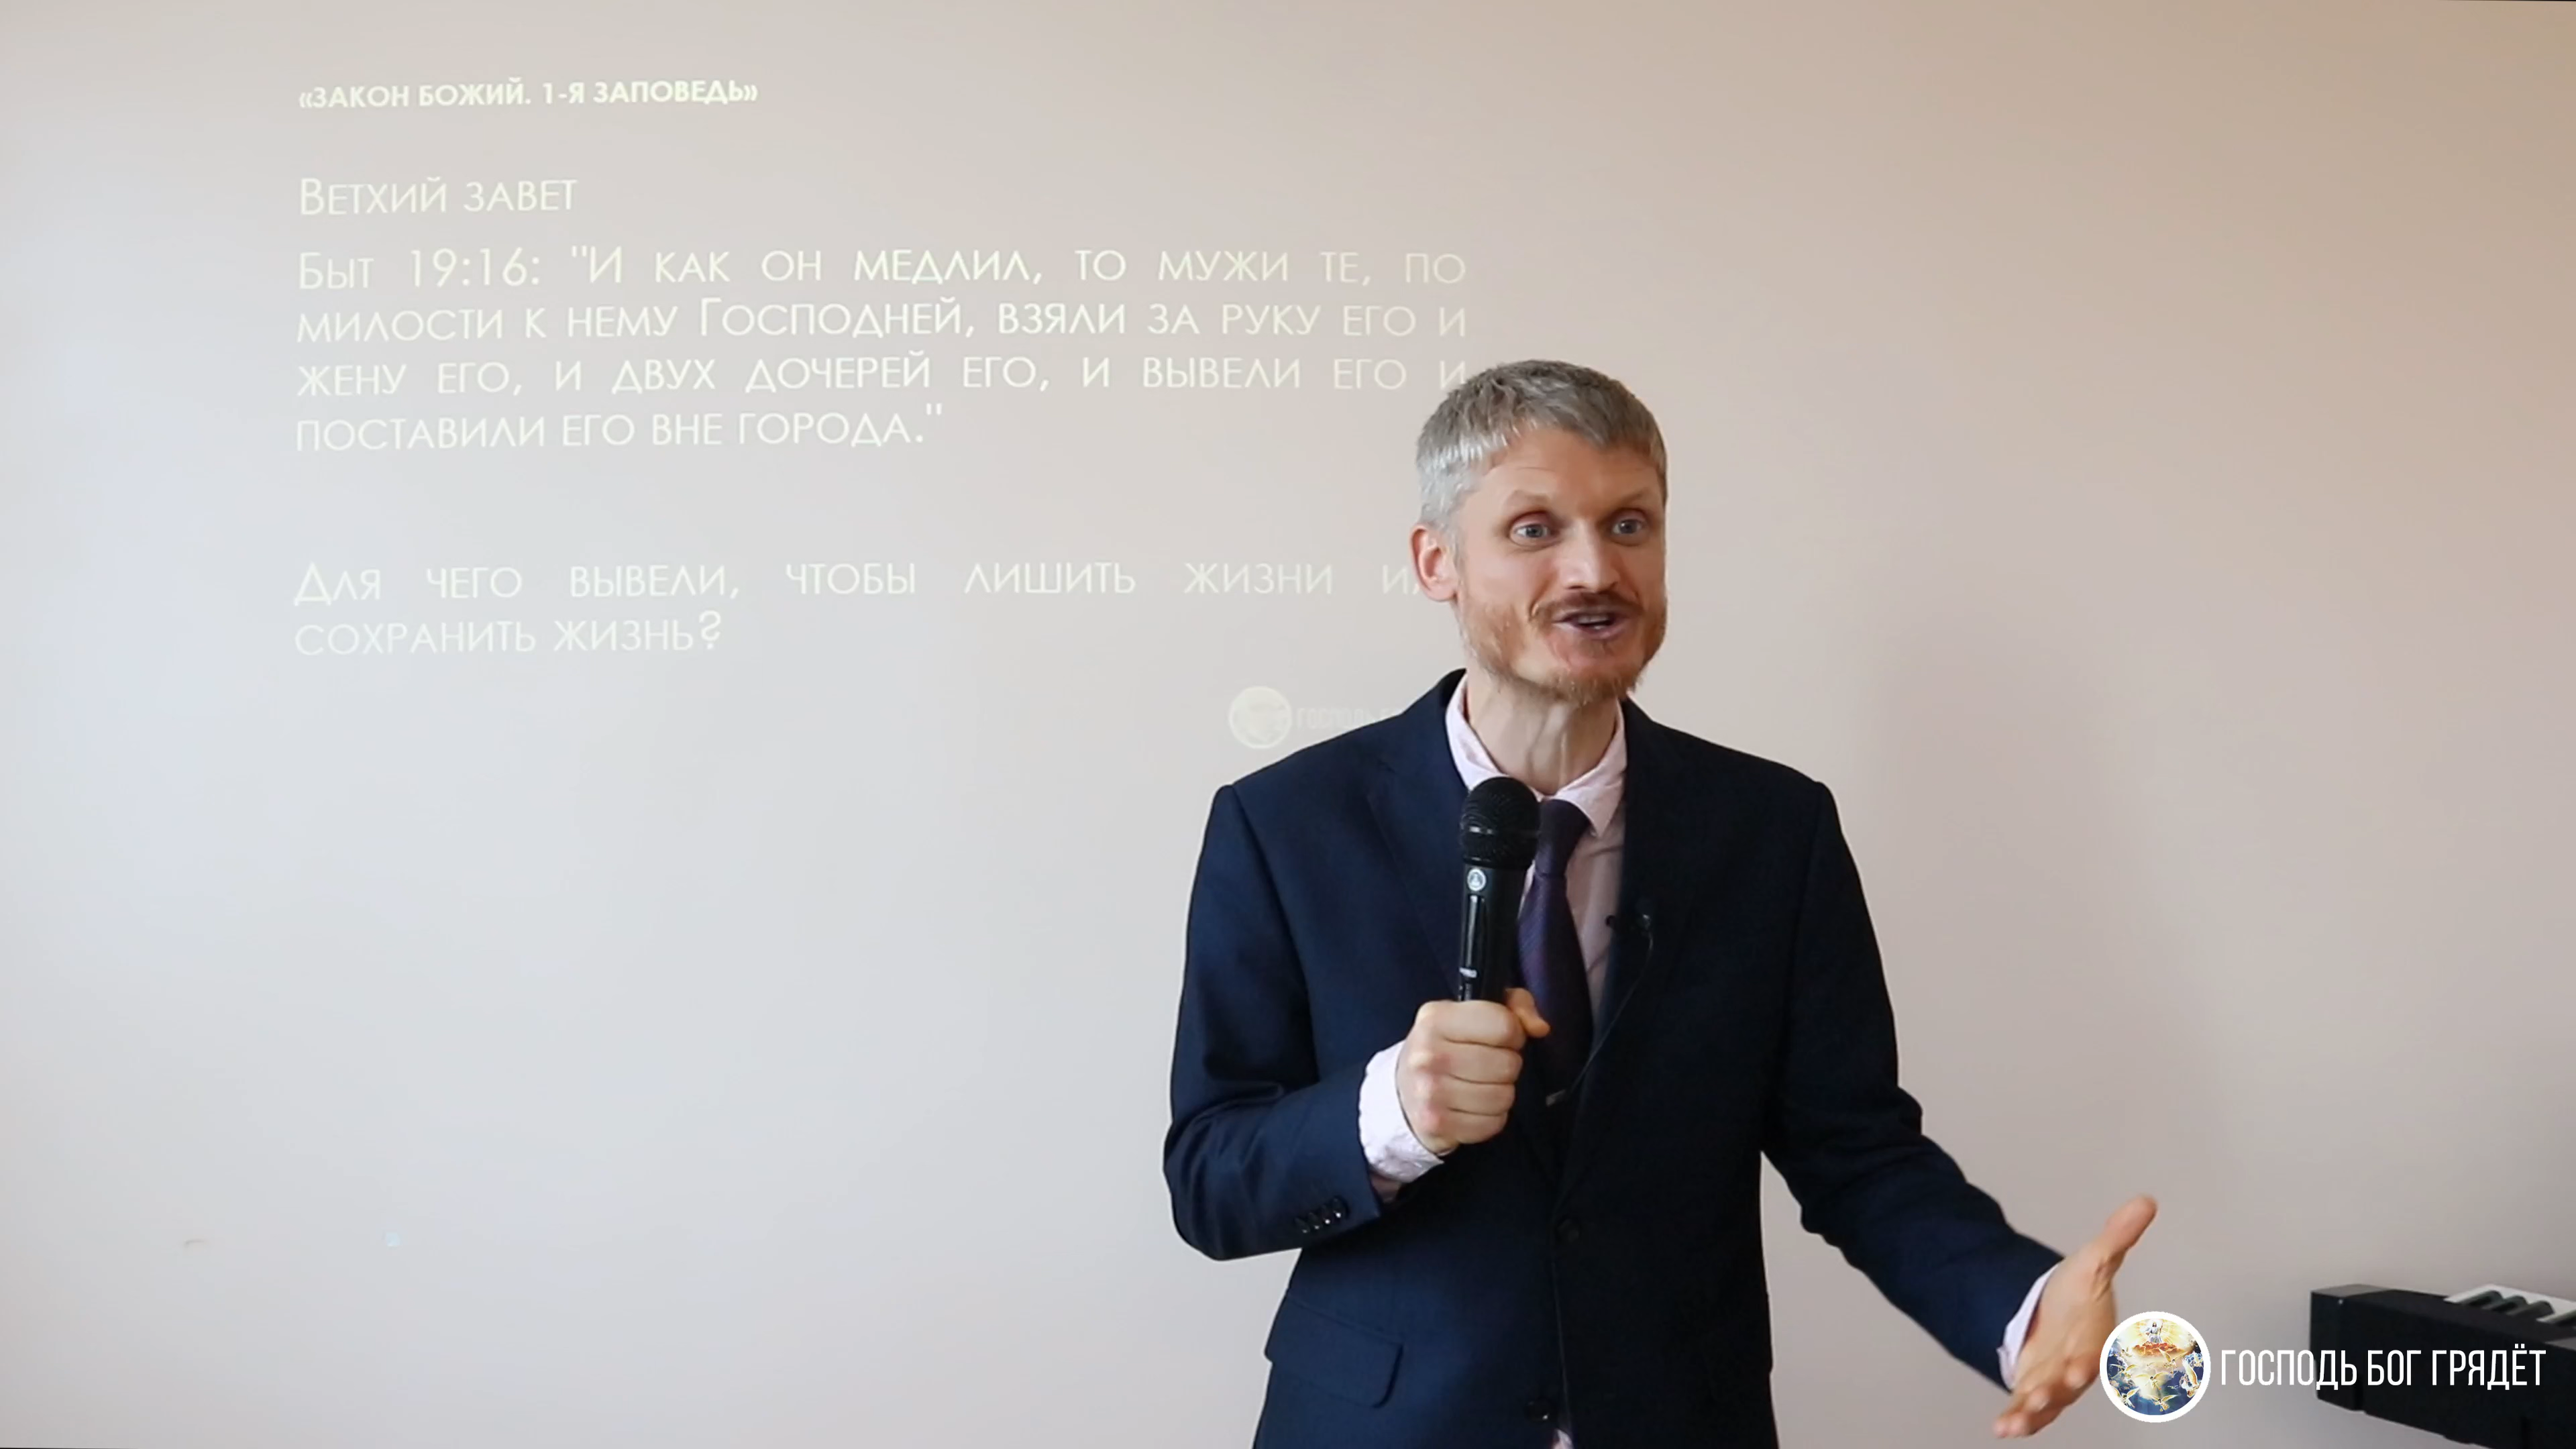 «ЗАКОН БОЖИЙ. 1-Я ЗАПОВЕДЬ»
ВЕТХИЙ ЗАВЕТ
БЫТ 19:16: "И КАК ОН МЕДЛИЛ, ТО МУЖИ ТЕ, ПО
МИЛОСТИ К НЕМУ ГОСПОДНЕЙ, ВЗЯЛИ ЗА РУКУ ЕГО И
ЖЕНУ ЕГО, И ДВУХ ДОЧЕРЕЙ ЕГО, И ВЫВЕЛИ ЕГО И
ПОСТАВИЛИ ЕГО ВНЕ ГОРОДА."
ДЛЯ ЧЕГО ВЫВЕЛИ, ЧТОБЫ ЛИШИТЬ ЖИЗНИ
СОХРАНИТЬ ЖИЗНЬ?
ГОСПОДЬ
ГОСПОДЬ БОГ ГРЯДЁТ